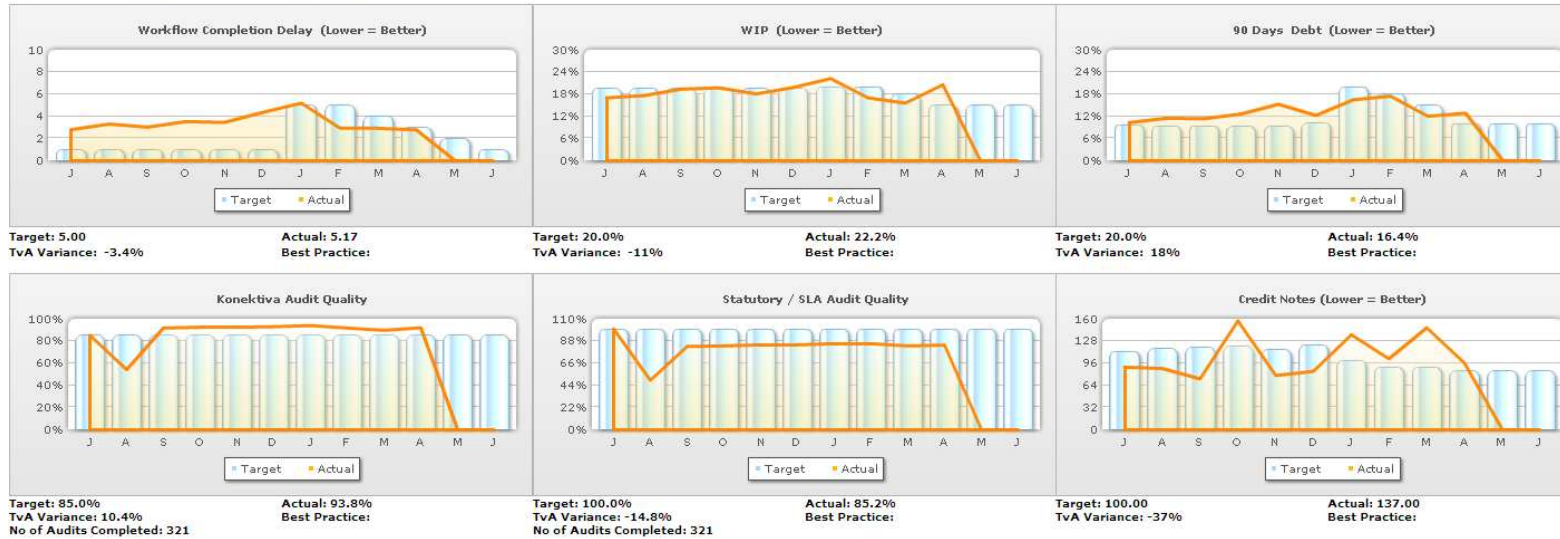 Workflow Completion Delay (Lower = Better)
10
8
6
4
2
0
J A S O N D J F M A M J
Target Actual
Target: 5.00 Actual: 5.17
TvA Variance: -3.4% Best Practice:
WIP (Lower = Better)
30%
24%
18%
12%
6%
0%
J A S O N D J F M A M J
Target Actual
Target: 20.0% Actual: 22.2%
TvA Variance: -11% Best Practice:
90 Days Debt (Lower = Better)
30%
24%
18%
12%
6%
0%
J A S O N D J F M A M J
Target Actual
Target: 20.0% Actual: 16.4%
TvA Variance: 18% Best Practice:
Konektiva Audit Quality
100%
80%
60%
40%
20%
0%
J A S O N D J F M A M J
Target Actual
Target: 85.0% Actual: 93.8%
TvA Variance: 10.4% Best Practice:
No of Audits Completed: 321
Statutory / SLA Audit Quality
110%
88%
66%
44%
22%
0%
J A S O N D J F M A M J
Target Actual
Target: 100.0% Actual: 85.2%
TvA Variance: -14.8% Best Practice:
No of Audits Completed: 321
Credit Notes (Lower = Better)
160
128
96
64
32
0
J A S O N D J F M A M J
Target Actual
Target: 100.00 Actual: 137.00
TvA Variance: -37% Best Practice: